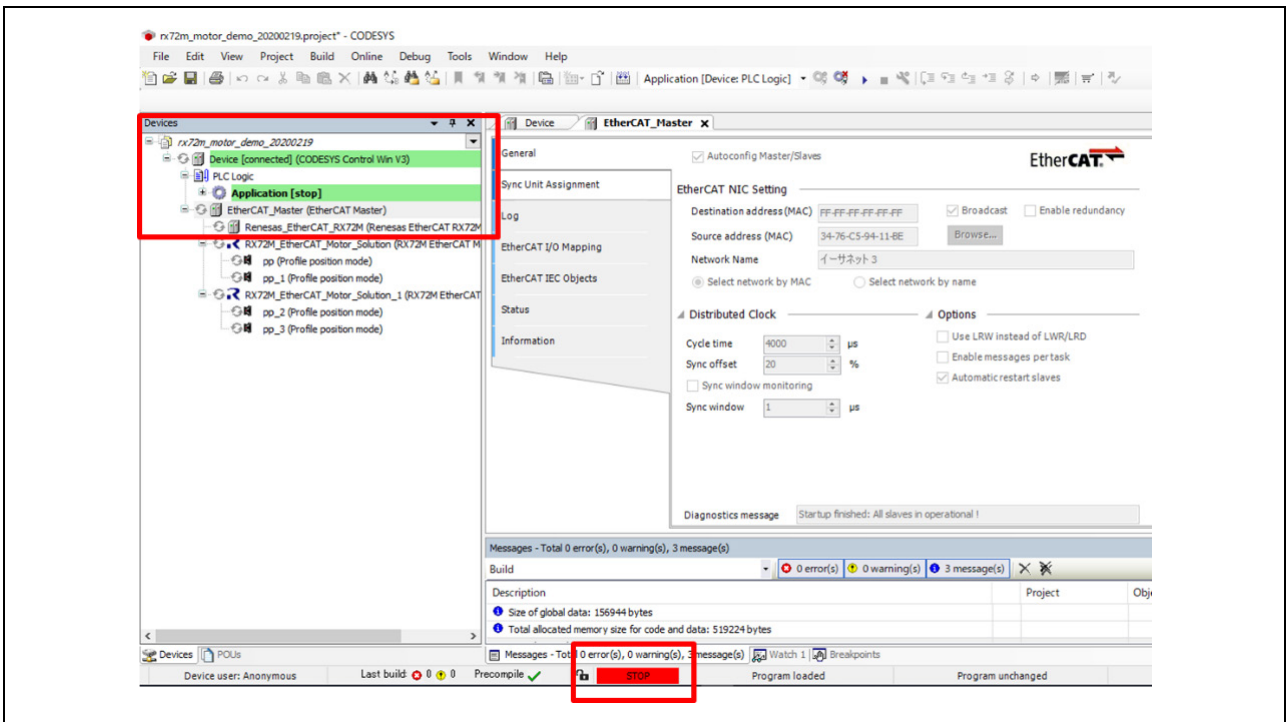 rx72m_motor_demo_20200219.project* - CODESYS
File Edit View Project Build Online Debug Tools Window Help
Application [Device: PLC Logic]
Devices
rx72m_motor_demo_20200219
Device [connected] (CODESYS Control Win V3)
PLC Logic
Application [stop]
EtherCAT_Master (EtherCAT Master)
Renesas_EtherCAT_RX72M (Renesas EtherCAT RX72M
RX72M_EtherCAT_Motor_Solution (RX72M EtherCAT M
pp (Profile position mode)
pp_1 (Profile position mode)
RX72M_EtherCAT_Motor_Solution_1 (RX72M EtherCAT
pp_2 (Profile position mode)
pp_3 (Profile position mode)
Devices POUs
Device EtherCAT_Master
General
Sync Unit Assignment
Log
EtherCAT I/O Mapping
EtherCAT IEC Objects
Status
Information
Autoconfig Master/Slaves
EtherCAT
EtherCAT NIC Setting
Destination address (MAC) FF-FF-FF-FF-FF-FF Broadcast Enable redundancy
Source address (MAC) 34-76-C5-94-11-BE Browse...
Network Name イーサネット 3
Select network by MAC Select network by name
Distributed Clock
Cycle time 4000 µs
Sync offset 20 %
Sync window monitoring
Sync window 1 µs
Options
Use LRW instead of LWR/LRD
Enable messages per task
Automatic restart slaves
Diagnostics message Startup finished: All slaves in operational !
Messages - Total 0 error(s), 0 warning(s), 3 message(s)
Build 0 error(s) 0 warning(s) 3 message(s)
Description Project Obj
Size of global data: 156944 bytes
Total allocated memory size for code and data: 519224 bytes
Messages - Total 0 error(s), 0 warning(s), 3 message(s) Watch 1 Breakpoints
Device user: Anonymous Last build: 0 0 Precompile STOP Program loaded Program unchanged